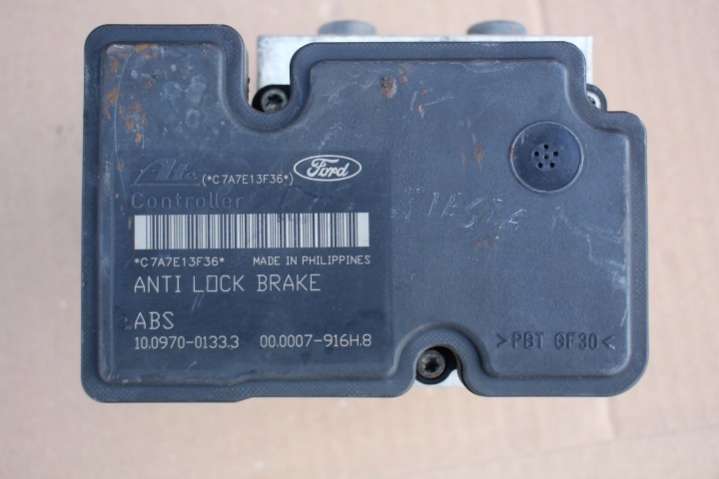 Ate
(*C7A7E13F36*)
Ford
Controller
*C7A7E13F36* MADE IN PHILIPPINES
ANTI LOCK BRAKE
ABS
10.0970-0133.3 00.0007-916H.8
>PBT GF30<